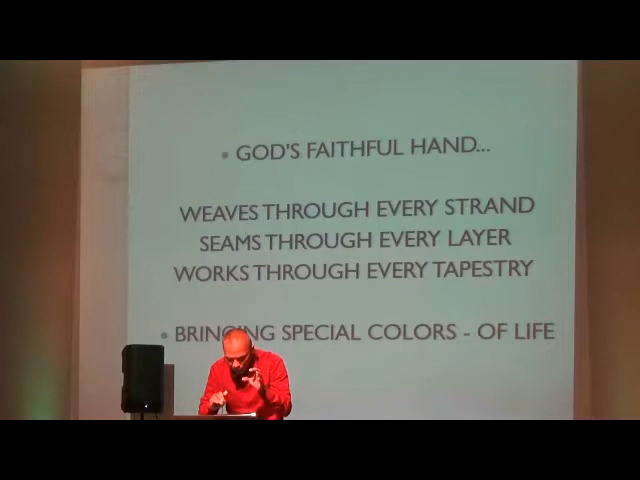 • GOD'S FAITHFUL HAND...
WEAVES THROUGH EVERY STRAND
SEAMS THROUGH EVERY LAYER
WORKS THROUGH EVERY TAPESTRY
• BRINGING SPECIAL COLORS - OF LIFE